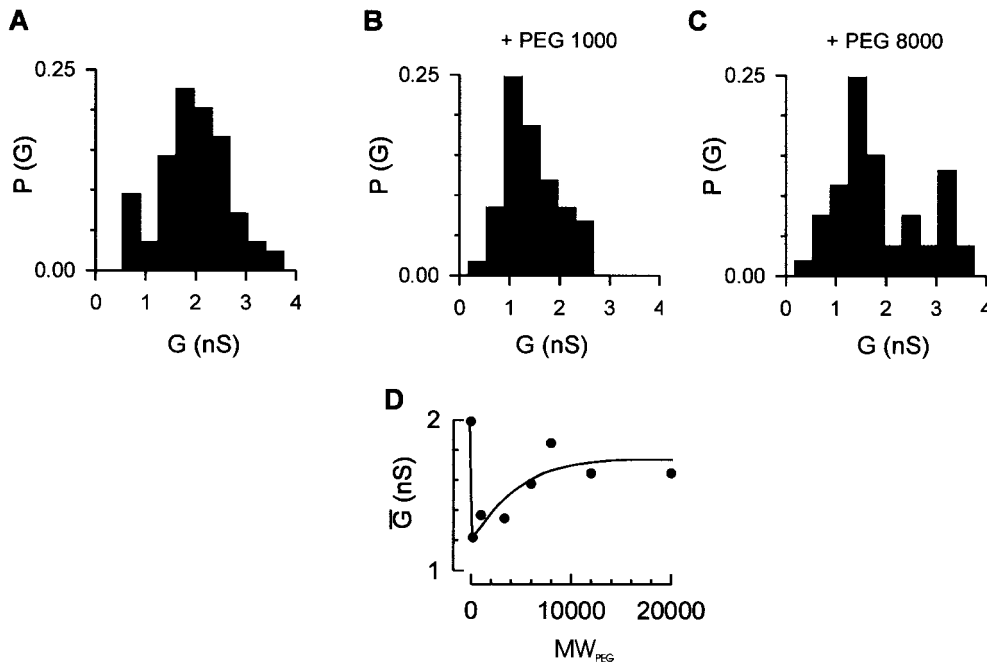 A
0.25
P (G)
0.00
0 1 2 3 4
G (nS)
B
+ PEG 1000
0.25
P (G)
0.00
0 1 2 3 4
G (nS)
C
+ PEG 8000
0.25
P (G)
0.00
0 1 2 3 4
G (nS)
D
2
G̅ (nS)
1
0 10000 20000
MW_PEG